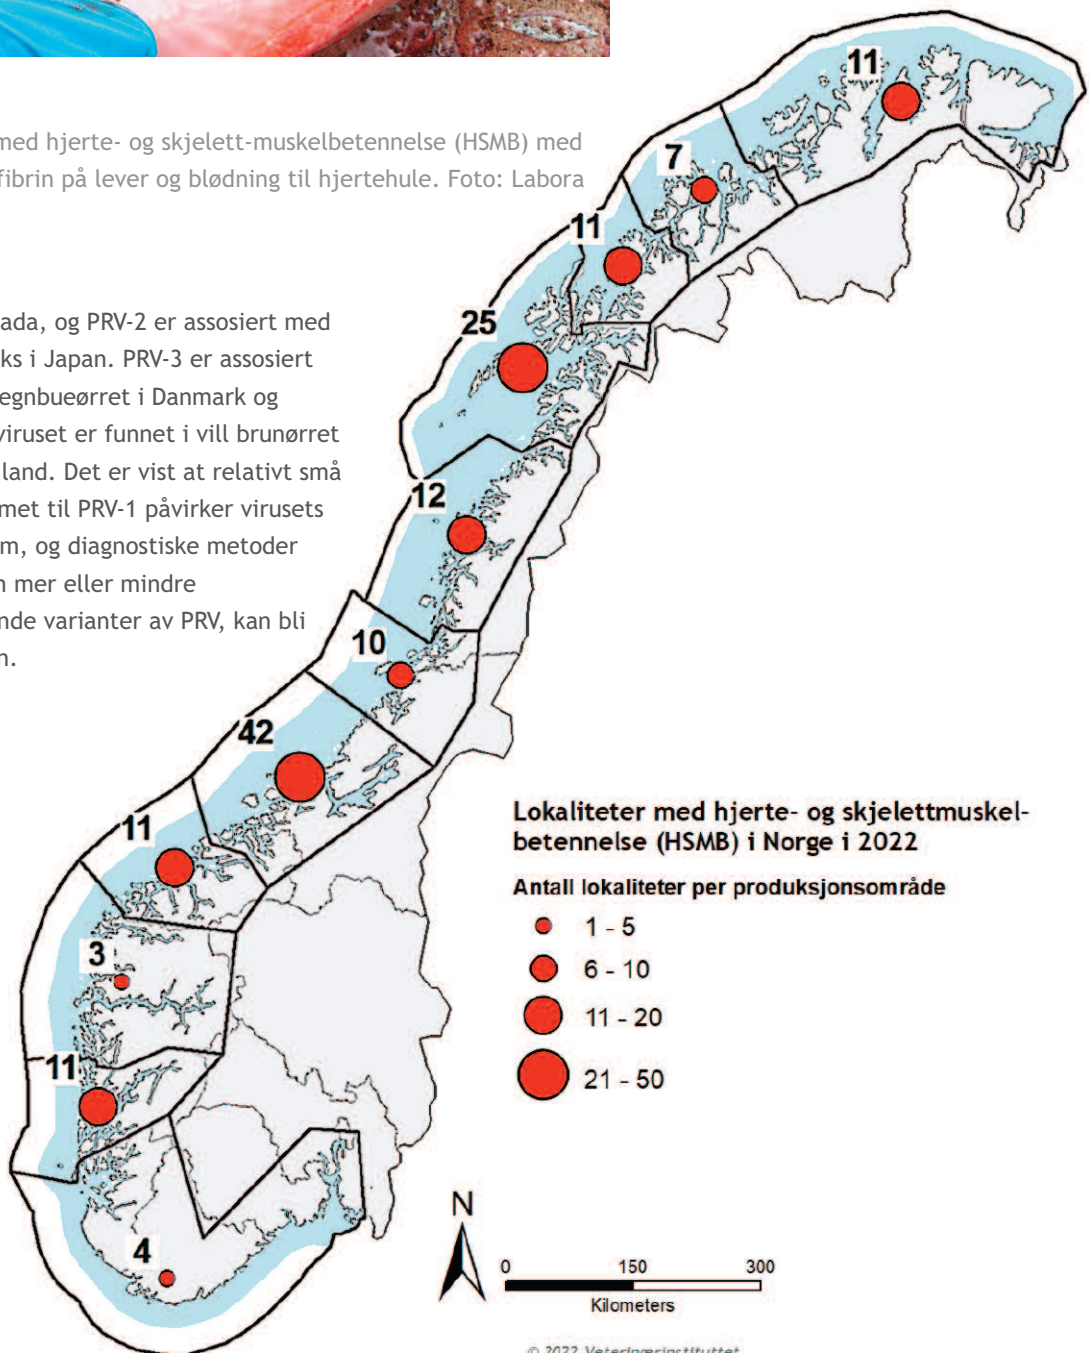 med hjerte- og skjelett-muskelbetennelse (HSMB) med
fibrin på lever og blødning til hjertehule. Foto: Labora
ada, og PRV-2 er assosiert med
ks i Japan. PRV-3 er assosiert
egnbueørret i Danmark og
viruset er funnet i vill brunørret
land. Det er vist at relativt små
met til PRV-1 påvirker virusets
m, og diagnostiske metoder
n mer eller mindre
nde varianter av PRV, kan bli
n.
11
7
11
25
12
10
42
11
3
11
4
Lokaliteter med hjerte- og skjelettmuskel-
betennelse (HSMB) i Norge i 2022
Antall lokaliteter per produksjonsområde
1 - 5
6 - 10
11 - 20
21 - 50
N
0 150 300
Kilometers
© 2022 Veterinærinstituttet